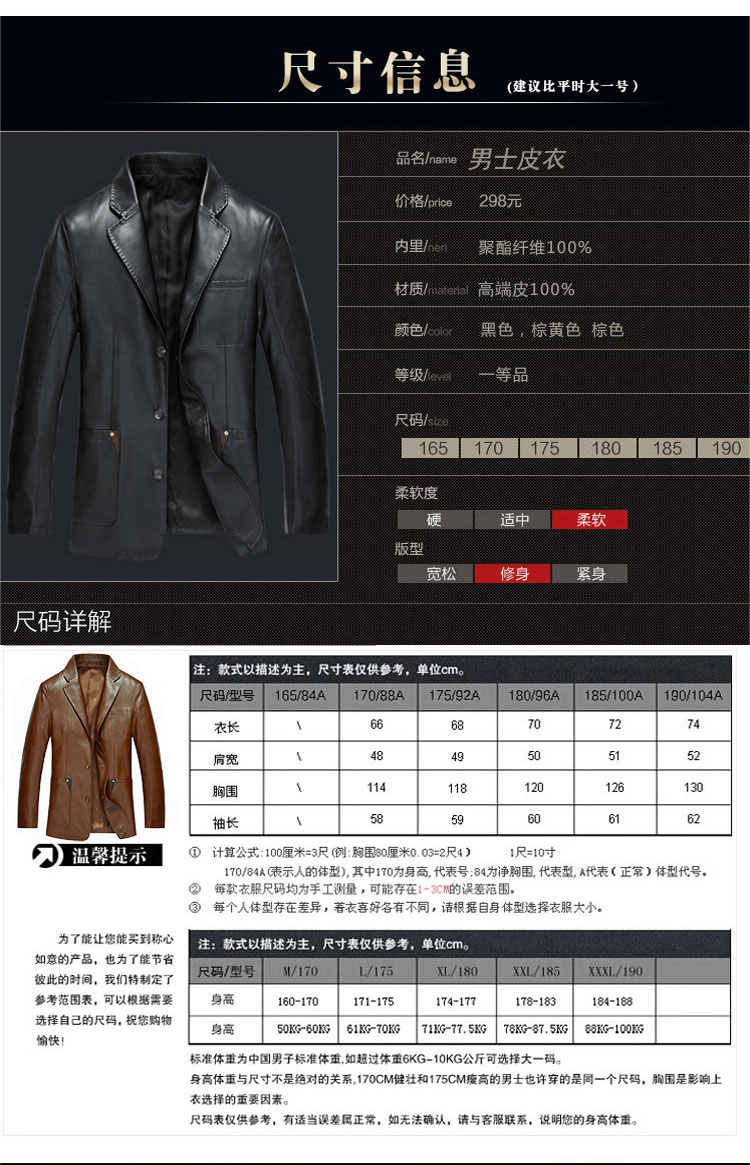 尺寸信息 (建议比平时大一号)
品名/name 男士皮衣
价格/price 298元
内里/neri 聚酯纤维100%
材质/material 高端皮100%
颜色/color 黑色，棕黄色 棕色
等级/level 一等品
尺码/size
165 170 175 180 185 190
柔软度
硬 适中 柔软
版型
宽松 修身 紧身
尺码详解
注：款式以描述为主，尺寸表仅供参考，单位cm。
尺码/型号 165/84A 170/88A 175/92A 180/96A 185/100A 190/104A
衣长 \ 66 68 70 72 74
肩宽 \ 48 49 50 51 52
胸围 \ 114 118 120 126 130
袖长 \ 58 59 60 61 62
温馨提示
① 计算公式:100厘米=3尺(例:胸围80厘米0.03=2尺4) 1尺=10寸
170/84A(表示人的体型),其中170为身高,代表号;84为净胸围,代表型,A代表(正常)体型代号。
② 每款衣服尺码均为手工测量，可能存在1-3CM的误差范围。
③ 每个人体型存在差异，着衣喜好各有不同，请根据自身体型选择衣服大小。
为了能让您能买到称心
如意的产品，也为了能节省
彼此的时间，我们特制定了
参考范围表，可以根据需要
选择自己的尺码，祝您购物
愉快！
注：款式以描述为主，尺寸表仅供参考，单位cm。
尺码/型号 M/170 L/175 XL/180 XXL/185 XXXL/190
身高 160-170 171-175 174-177 178-183 184-188
身高 50KG-60KG 61KG-70KG 71KG-77.5KG 78KG-87.5KG 88KG-100KG
标准体重为中国男子标准体重,如超过体重6KG-10KG公斤可选择大一码。
身高体重与尺寸不是绝对的关系,170CM健壮和175CM瘦高的男士也许穿的是同一个尺码，胸围是影响上
衣选择的重要因素。
尺码表仅供参考，有适当误差属正常，如无法确认，请与客服联系，说明您的身高体重。